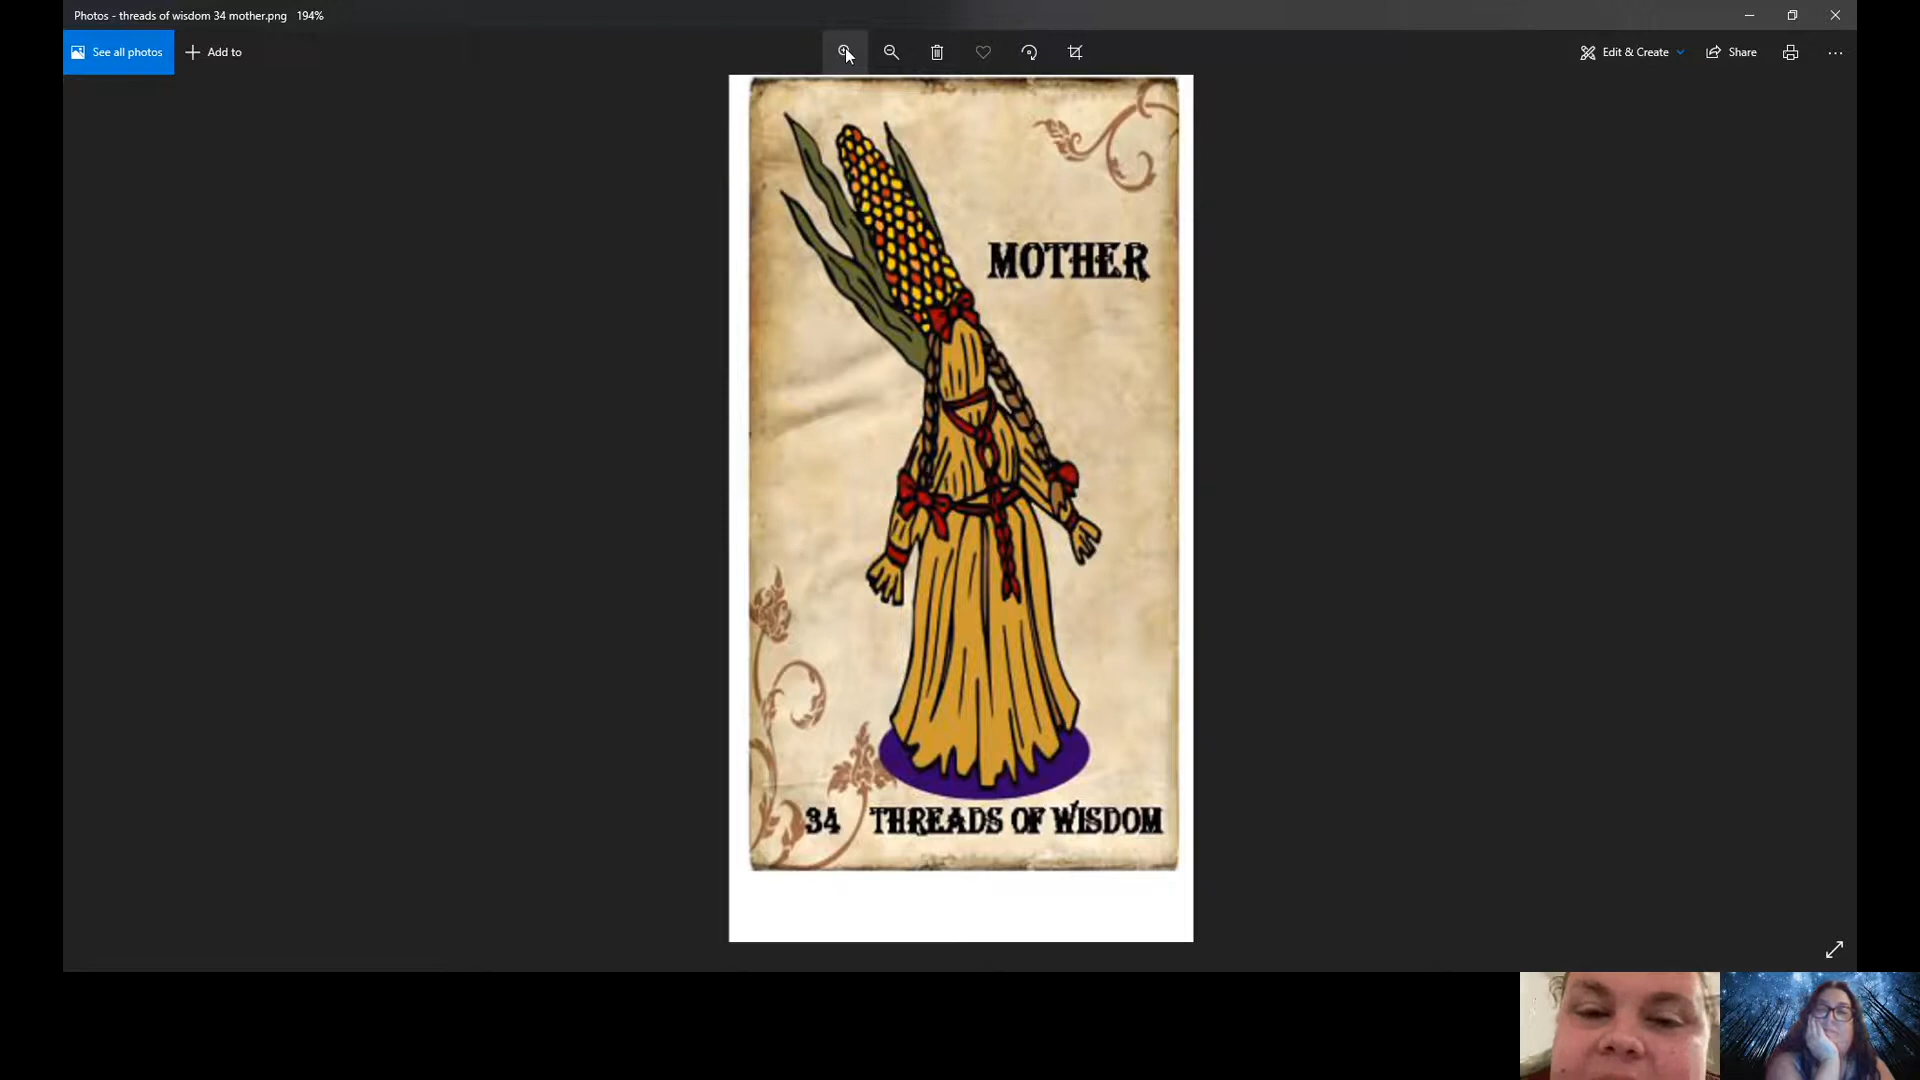 Photos - threads of wisdom 34 mother.png 194%
See all photos
Add to
Edit & Create
Share
MOTHER
34 THREADS OF WISDOM